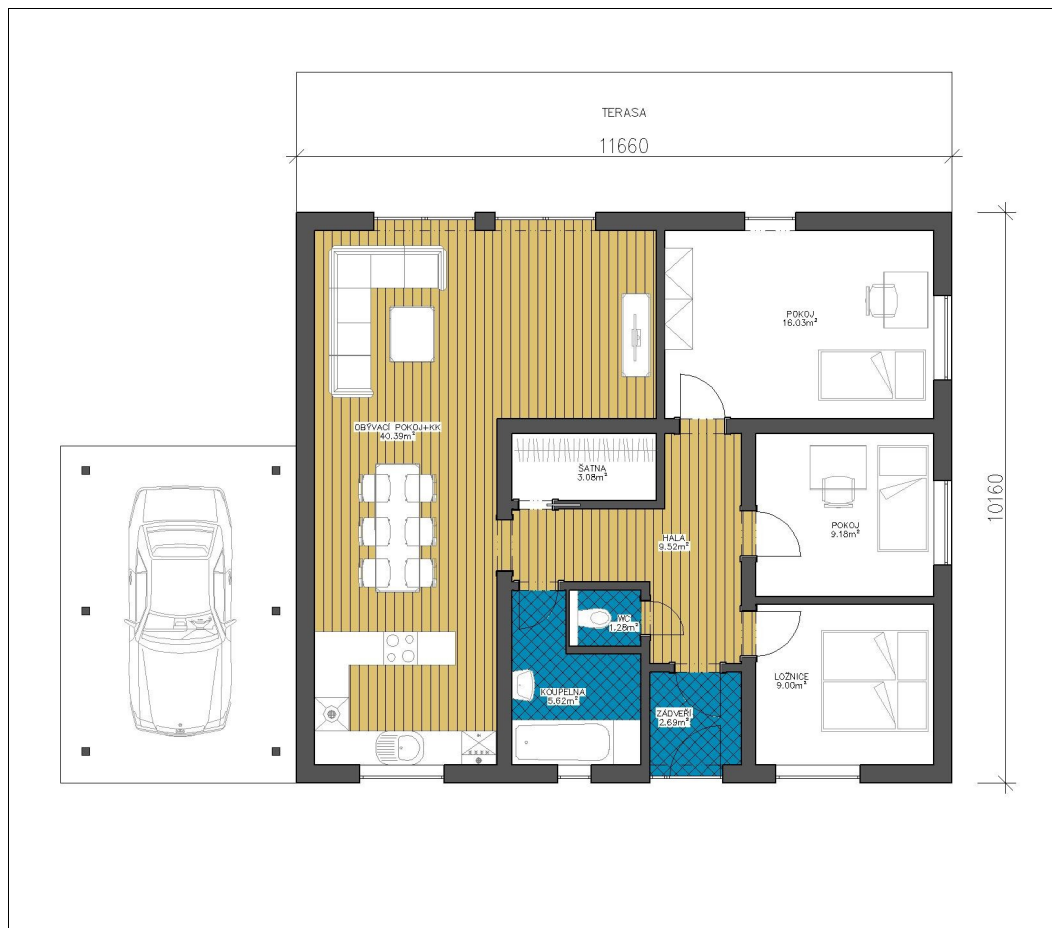 TERASA
11660
POKOJ
16.03m²
OBÝVACÍ POKOJ+KK
40.39m²
ŠATNA
3.08m²
10160
POKOJ
9.18m²
HALA
9.52m²
WC
1.28m²
LOŽNICE
9.00m²
KOUPELNA
5.62m²
ZÁDVEŘÍ
2.69m²